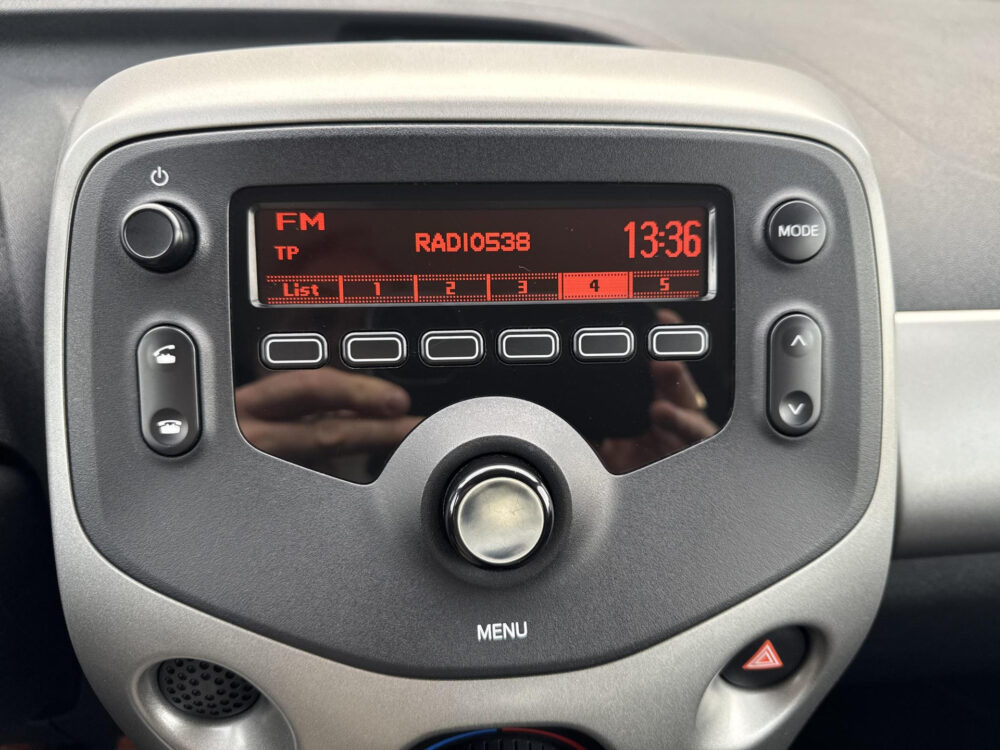 FM
RADIO538
13:36
TP
List 1 2 3 4 5
MODE
MENU